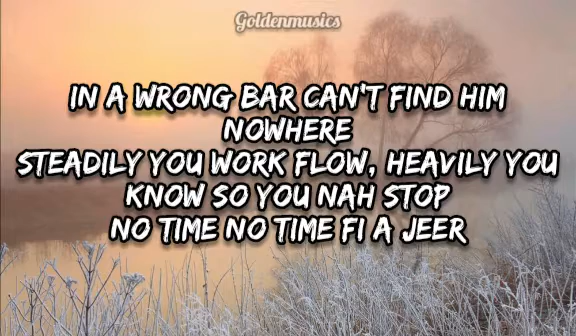 Goldenmusics
IN A WRONG BAR CAN'T FIND HIM
NOWHERE
STEADILY YOU WORK FLOW, HEAVILY YOU
KNOW SO YOU NAH STOP
NO TIME NO TIME FI A JEER